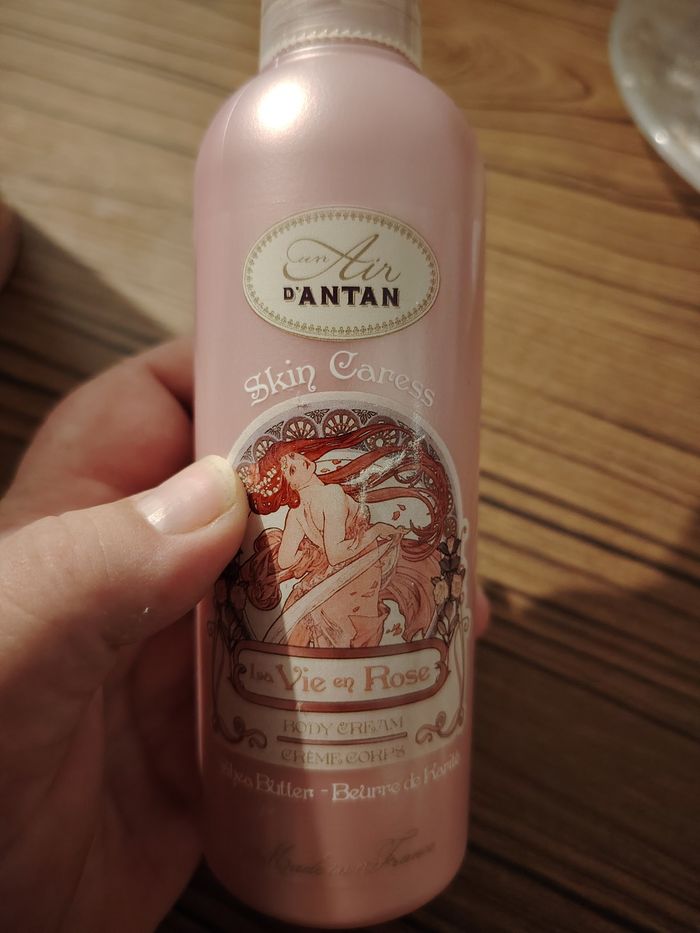 un Air
D'ANTAN
Skin Caress
La Vie en Rose
BODY CREAM
CRÈME CORPS
Shea Butter - Beurre de Karité
Made in France